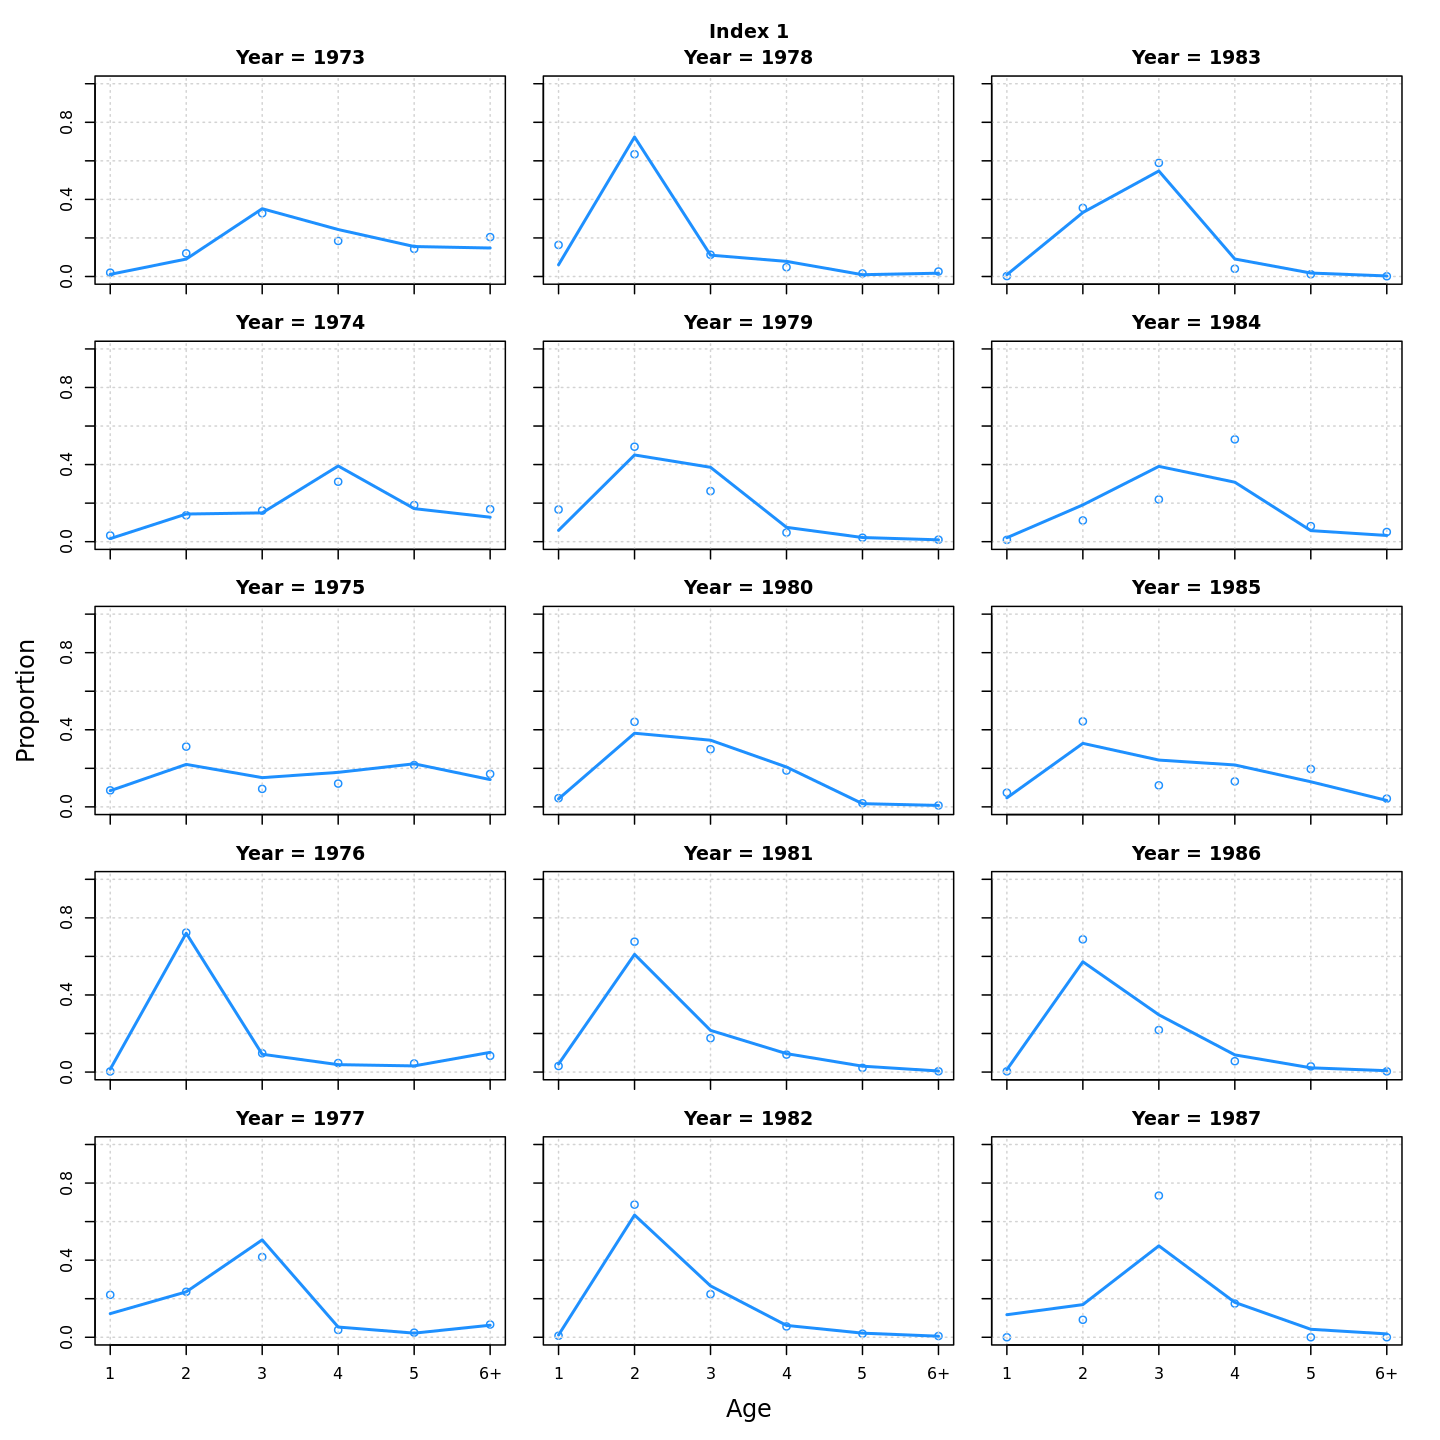 Index 1
Year = 1973
Year = 1978
Year = 1983
0.8
0.4
0.0
Year = 1974
Year = 1979
Year = 1984
0.8
0.4
0.0
Year = 1975
Year = 1980
Year = 1985
0.8
0.4
0.0
Proportion
Year = 1976
Year = 1981
Year = 1986
0.8
0.4
0.0
Year = 1977
Year = 1982
Year = 1987
0.8
0.4
0.0
1 2 3 4 5 6+
1 2 3 4 5 6+
1 2 3 4 5 6+
Age